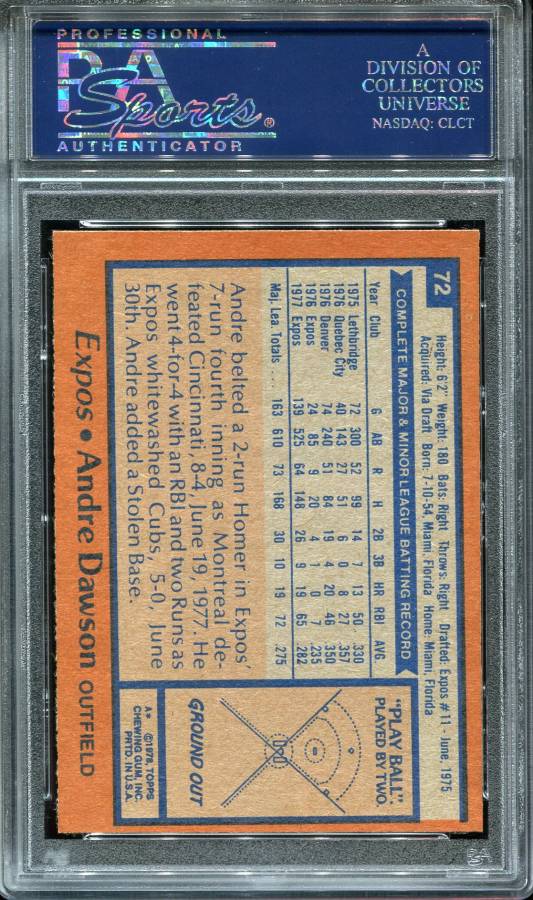 PROFESSIONAL
PSA
Sports®
AUTHENTICATOR
A
DIVISION OF
COLLECTORS
UNIVERSE
NASDAQ: CLCT
72
Height: 6'2" Weight: 180 Bats: Right Throws: Right Drafted: Expos #11 - June, 1975
Acquired: Via Draft Born: 7-10-54, Miami, Florida Home: Miami, Florida
COMPLETE MAJOR & MINOR LEAGUE BATTING RECORD
Year Club G AB R H 2B 3B HR RBI AVG
1975 Lethbridge 72 300 52 99 14 7 13 50 .330
1976 Quebec City 40 143 27 51 6 0 8 27 .357
1976 Denver 74 240 51 84 19 4 20 46 .350
1976 Expos 24 85 9 20 4 1 0 7 .235
1977 Expos 139 525 64 148 26 9 19 65 .282
Maj. Lea. Totals .... 163 610 73 168 30 10 19 72 .275
Andre belted a 2-run Homer in Expos'
7-run fourth inning as Montreal de-
feated Cincinnati, 8-4, June 19, 1977. He
went 4-for-4 with an RBI and two Runs as
Expos whitewashed Cubs, 5-0, June
30th. Andre added a Stolen Base.
"PLAY BALL"
PLAYED BY TWO.
GROUND OUT
A* ©1978, TOPPS
CHEWING GUM, INC.
PRTD. IN U.S.A.
Expos • Andre Dawson OUTFIELD